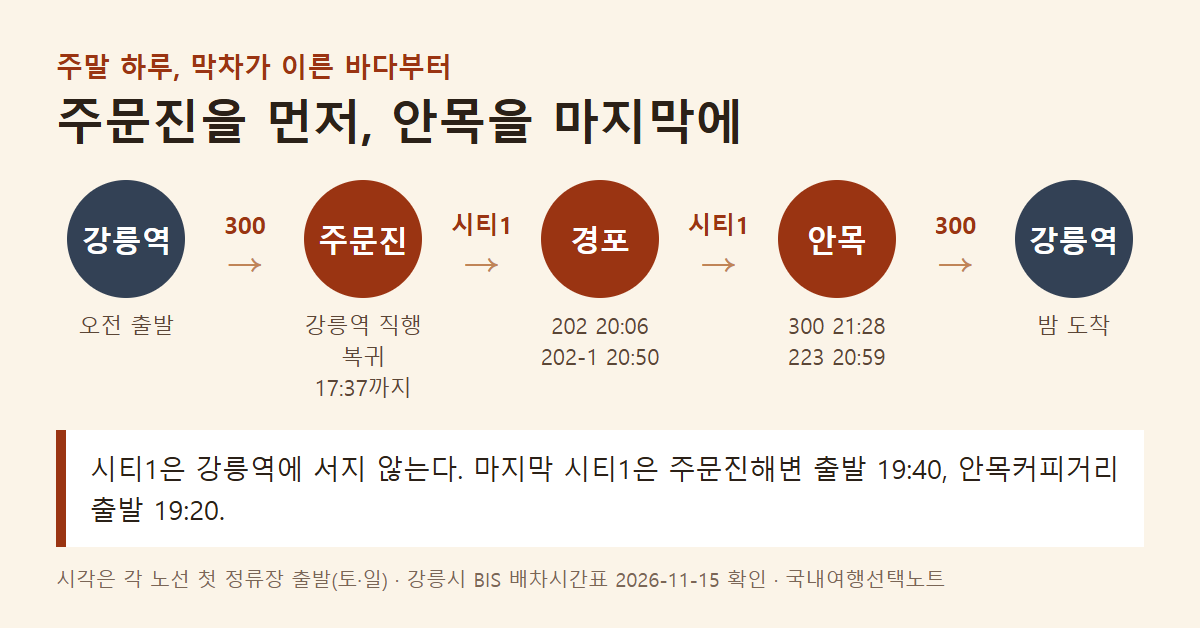 주말 하루, 막차가 이른 바다부터
주문진을 먼저, 안목을 마지막에
강릉역
300
→
주문진
시티1
→
경포
시티1
→
안목
300
→
강릉역
오전 출발
강릉역 직행
복귀
17:37까지
202 20:06
202-1 20:50
300 21:28
223 20:59
밤 도착
시티1은 강릉역에 서지 않는다. 마지막 시티1은 주문진해변 출발 19:40, 안목커피거리
출발 19:20.
시각은 각 노선 첫 정류장 출발(토·일) · 강릉시 BIS 배차시간표 2026-11-15 확인 · 국내여행선택노트